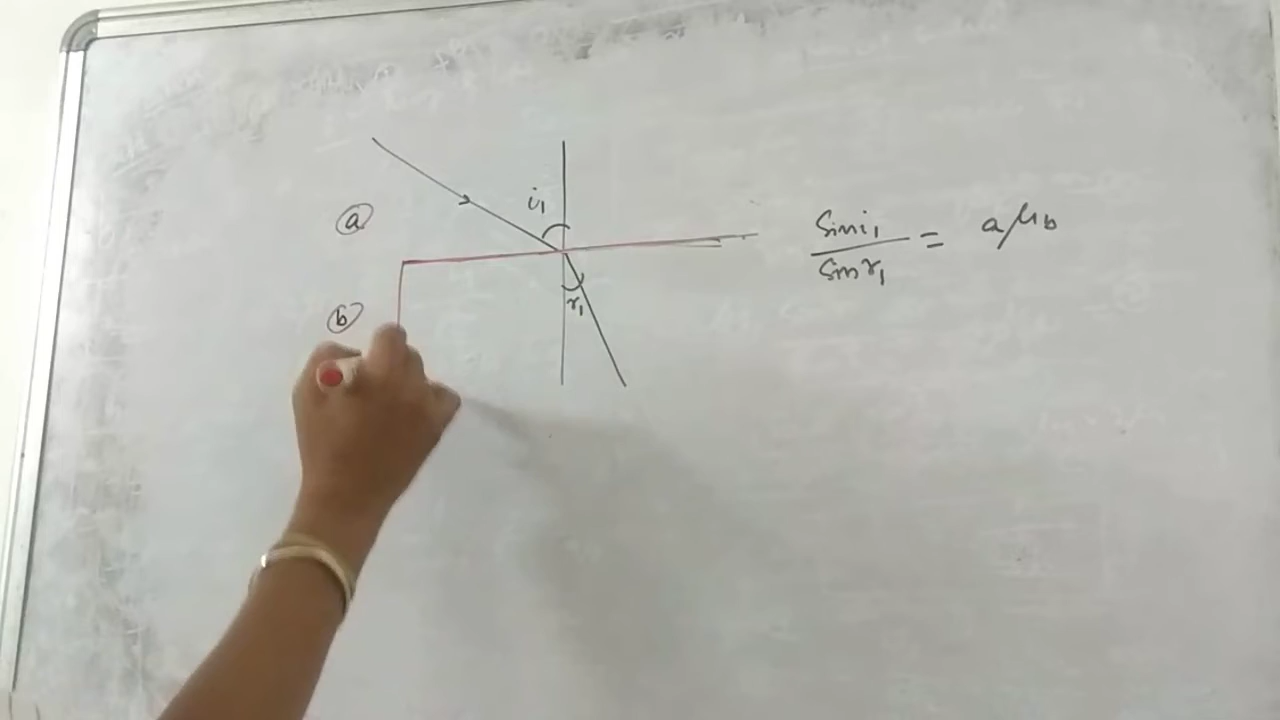 i₁
ⓐ
sin i₁ / sin r₁ = aμb
r₁
ⓑ